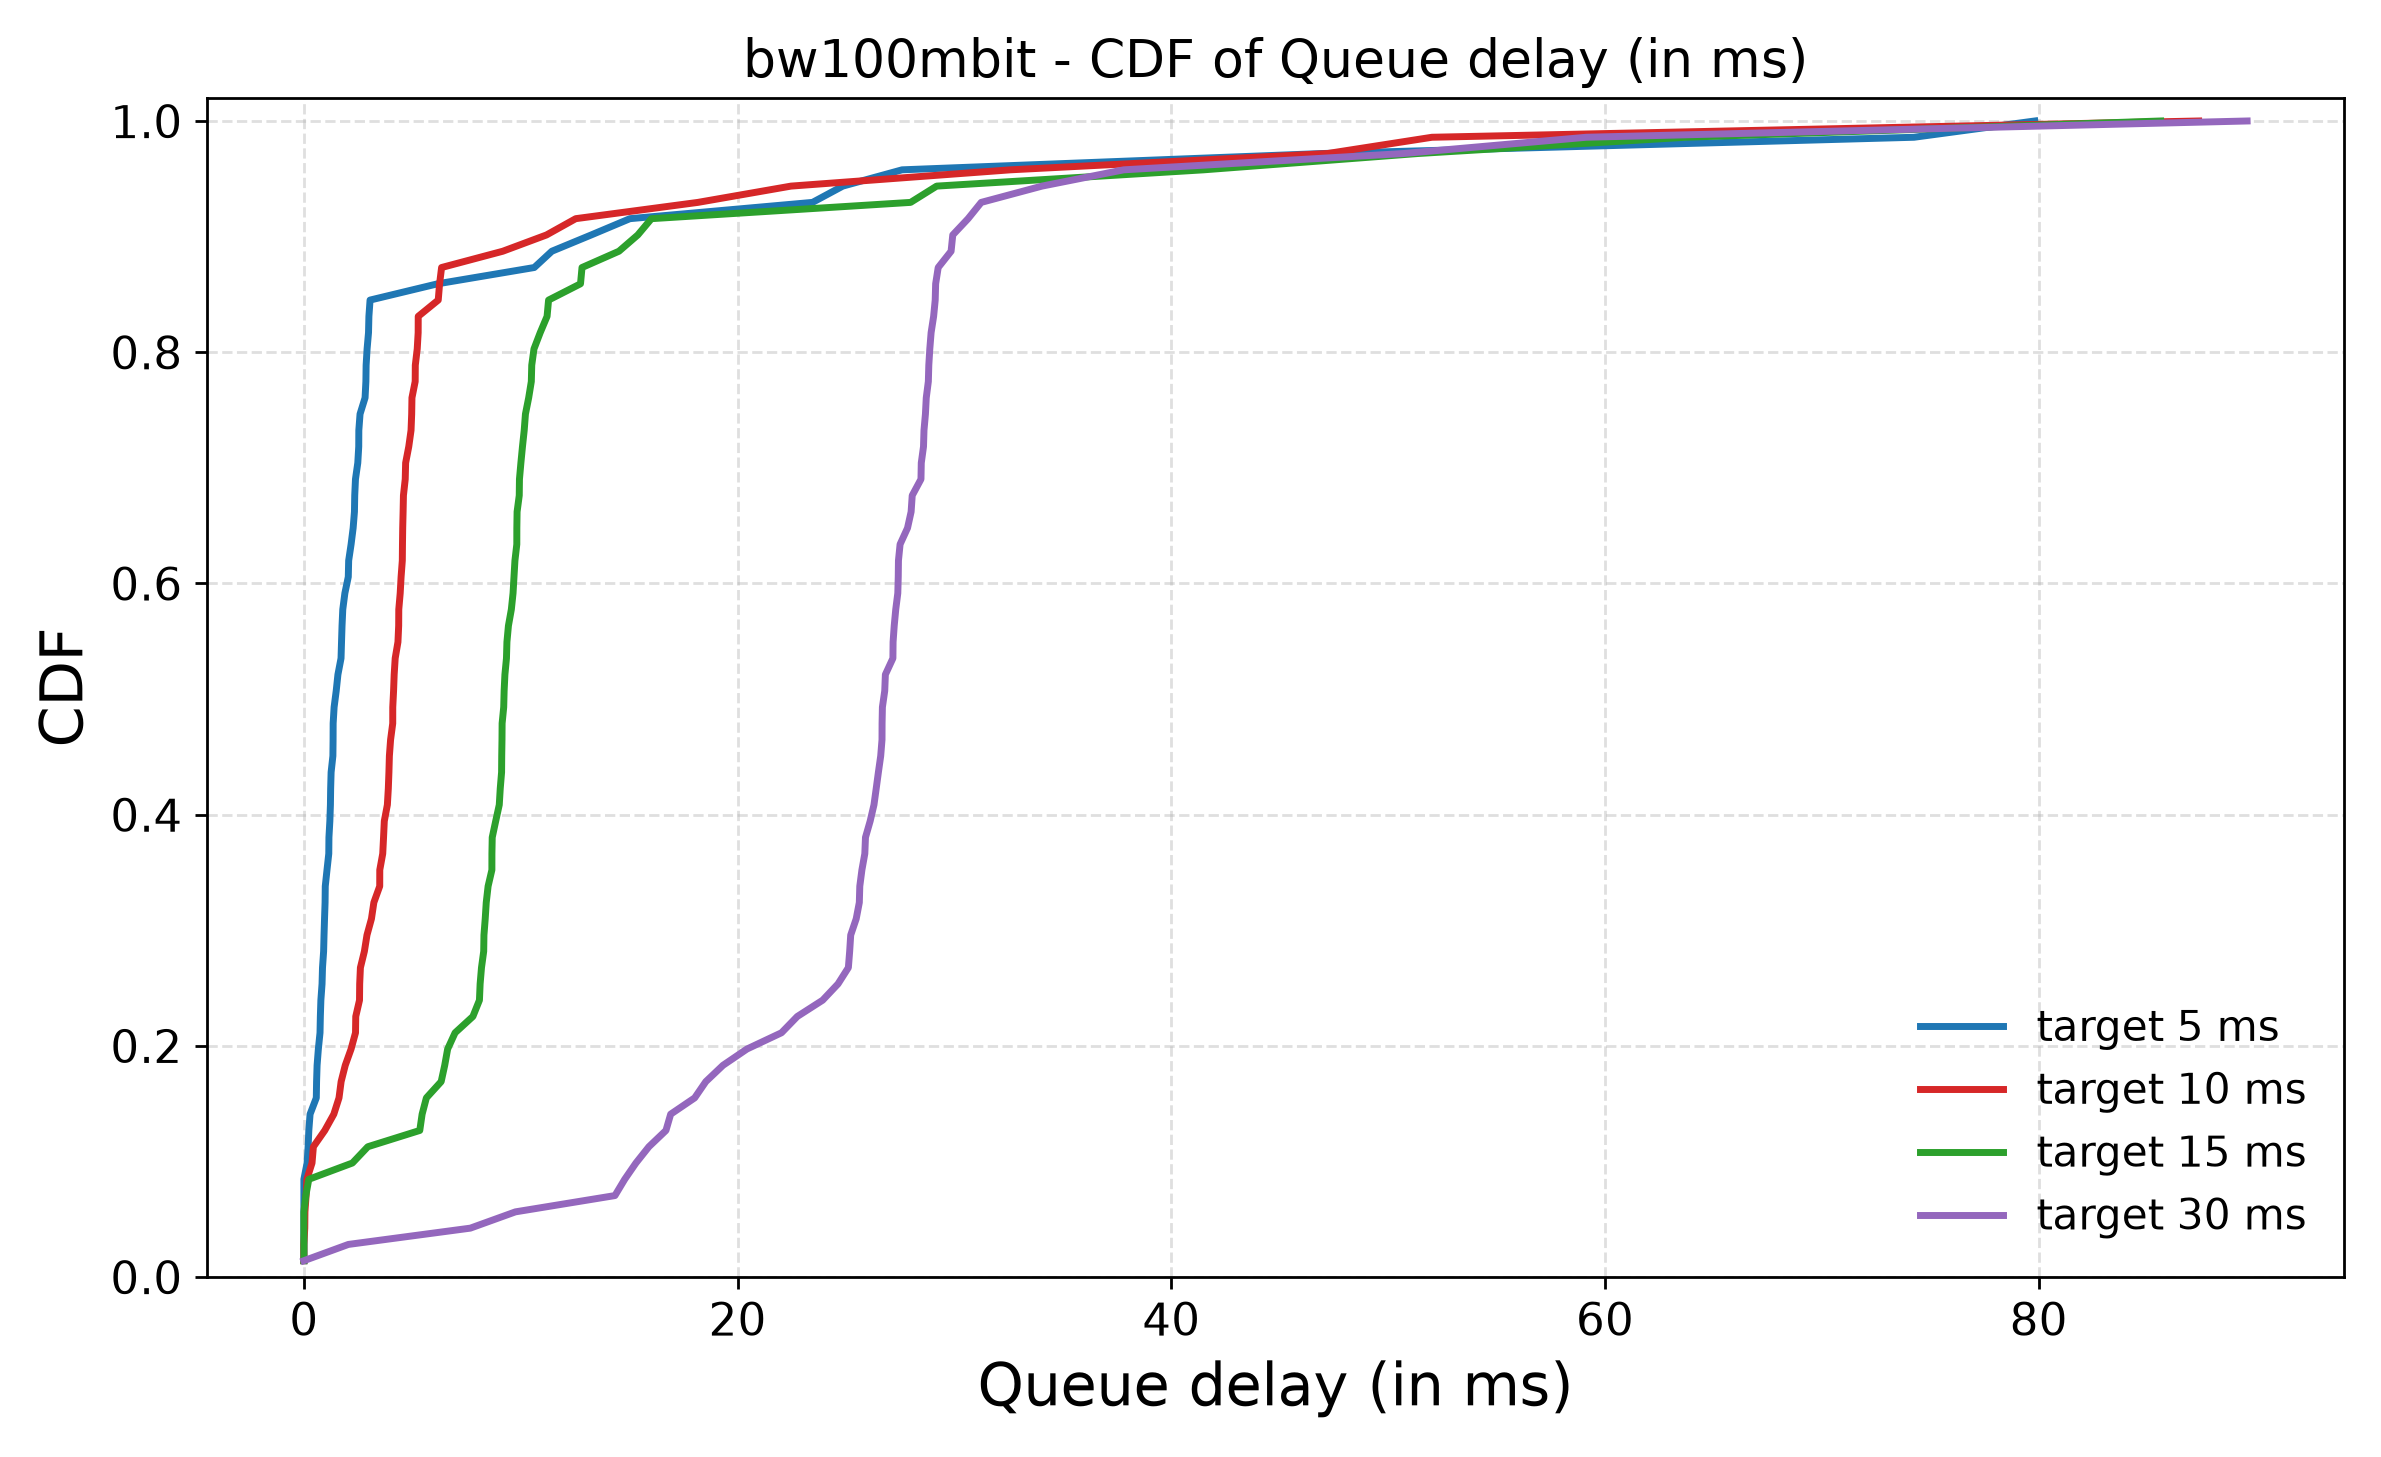 bw100mbit - CDF of Queue delay (in ms)
1.0
0.8
0.6
0.4
0.2
0.0
CDF
0 20 40 60 80
Queue delay (in ms)
target 5 ms
target 10 ms
target 15 ms
target 30 ms